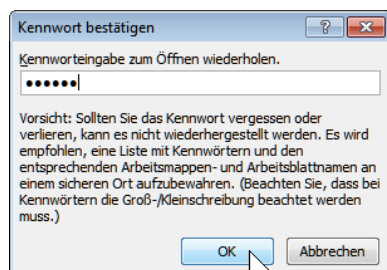 Kennwort bestätigen
Kennworteingabe zum Öffnen wiederholen.
••••••
Vorsicht: Sollten Sie das Kennwort vergessen oder
verlieren, kann es nicht wiederhergestellt werden. Es wird
empfohlen, eine Liste mit Kennwörtern und den
entsprechenden Arbeitsmappen- und Arbeitsblattnamen an
einem sicheren Ort aufzubewahren. (Beachten Sie, dass bei
Kennwörtern die Groß-/Kleinschreibung beachtet werden
muss.)
OK Abbrechen